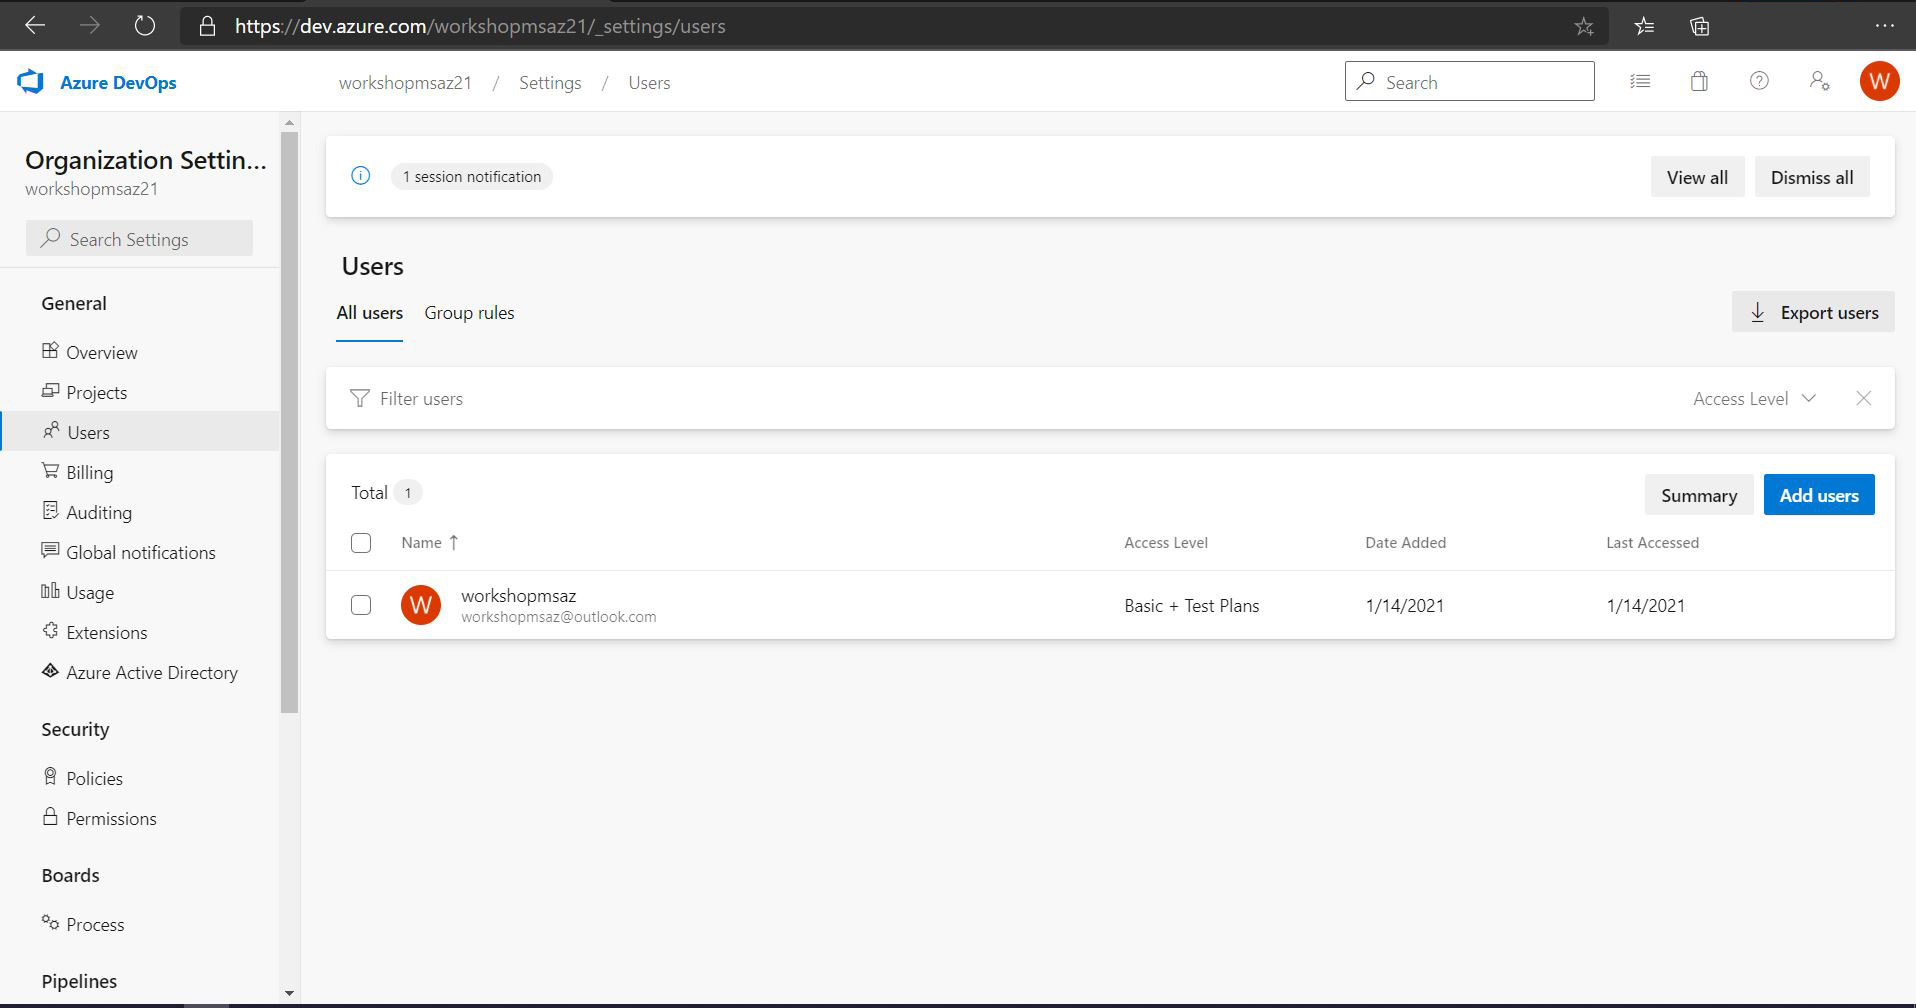 https://dev.azure.com/workshopmsaz21/_settings/users
Azure DevOps
workshopmsaz21 / Settings / Users
Search
W
Organization Settin...
workshopmsaz21
Search Settings
General
Overview
Projects
Users
Billing
Auditing
Global notifications
Usage
Extensions
Azure Active Directory
Security
Policies
Permissions
Boards
Process
Pipelines
1 session notification
View all
Dismiss all
Users
All users
Group rules
Export users
Filter users
Access Level
Total 1
Summary
Add users
Name
Access Level
Date Added
Last Accessed
W
workshopmsaz
workshopmsaz@outlook.com
Basic + Test Plans
1/14/2021
1/14/2021